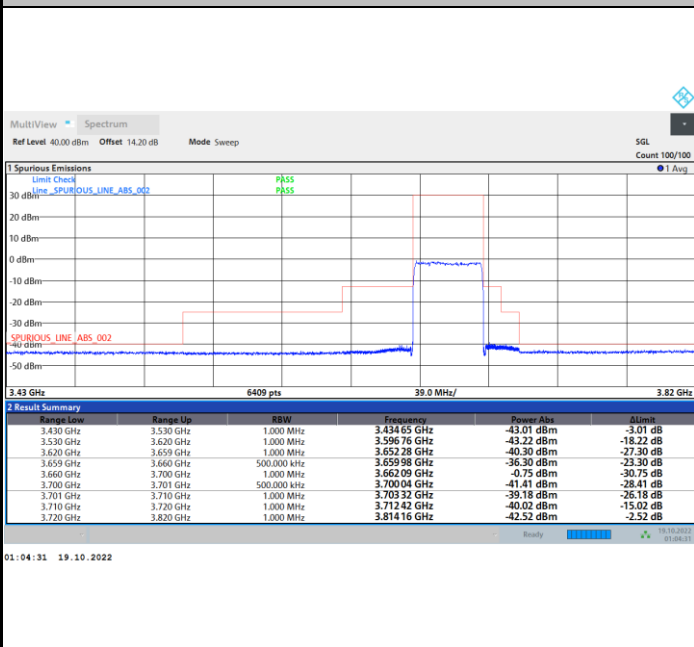 MultiView Spectrum
Ref Level 40.00 dBm Offset 14.20 dB Mode Sweep SGL
Count 100/100
1 Spurious Emissions 1 Avg
Limit Check PASS
Line _SPURIOUS_LINE_ABS_002 PASS
30 dBm
20 dBm
10 dBm
0 dBm
-10 dBm
-20 dBm
-30 dBm
SPURIOUS_LINE_ABS_002
-40 dBm
-50 dBm
3.43 GHz 6409 pts 39.0 MHz/ 3.82 GHz
2 Result Summary
Range Low Range Up RBW Frequency Power Abs ΔLimit
3.430 GHz 3.530 GHz 1.000 MHz 3.434 65 GHz -43.01 dBm -3.01 dB
3.530 GHz 3.620 GHz 1.000 MHz 3.596 76 GHz -43.22 dBm -18.22 dB
3.620 GHz 3.659 GHz 1.000 MHz 3.652 28 GHz -40.30 dBm -27.30 dB
3.659 GHz 3.660 GHz 500.000 kHz 3.659 98 GHz -36.30 dBm -23.30 dB
3.660 GHz 3.700 GHz 1.000 MHz 3.662 09 GHz -0.75 dBm -30.75 dB
3.700 GHz 3.701 GHz 500.000 kHz 3.700 04 GHz -41.41 dBm -28.41 dB
3.701 GHz 3.710 GHz 1.000 MHz 3.703 32 GHz -39.18 dBm -26.18 dB
3.710 GHz 3.720 GHz 1.000 MHz 3.712 42 GHz -40.02 dBm -15.02 dB
3.720 GHz 3.820 GHz 1.000 MHz 3.814 16 GHz -42.52 dBm -2.52 dB
Ready 19.10.2022
01:04:31
01:04:31 19.10.2022